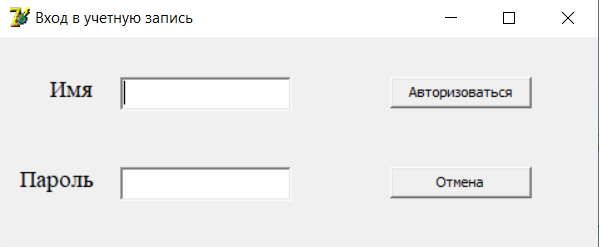 Вход в учетную запись
Имя
Авторизоваться
Пароль
Отмена